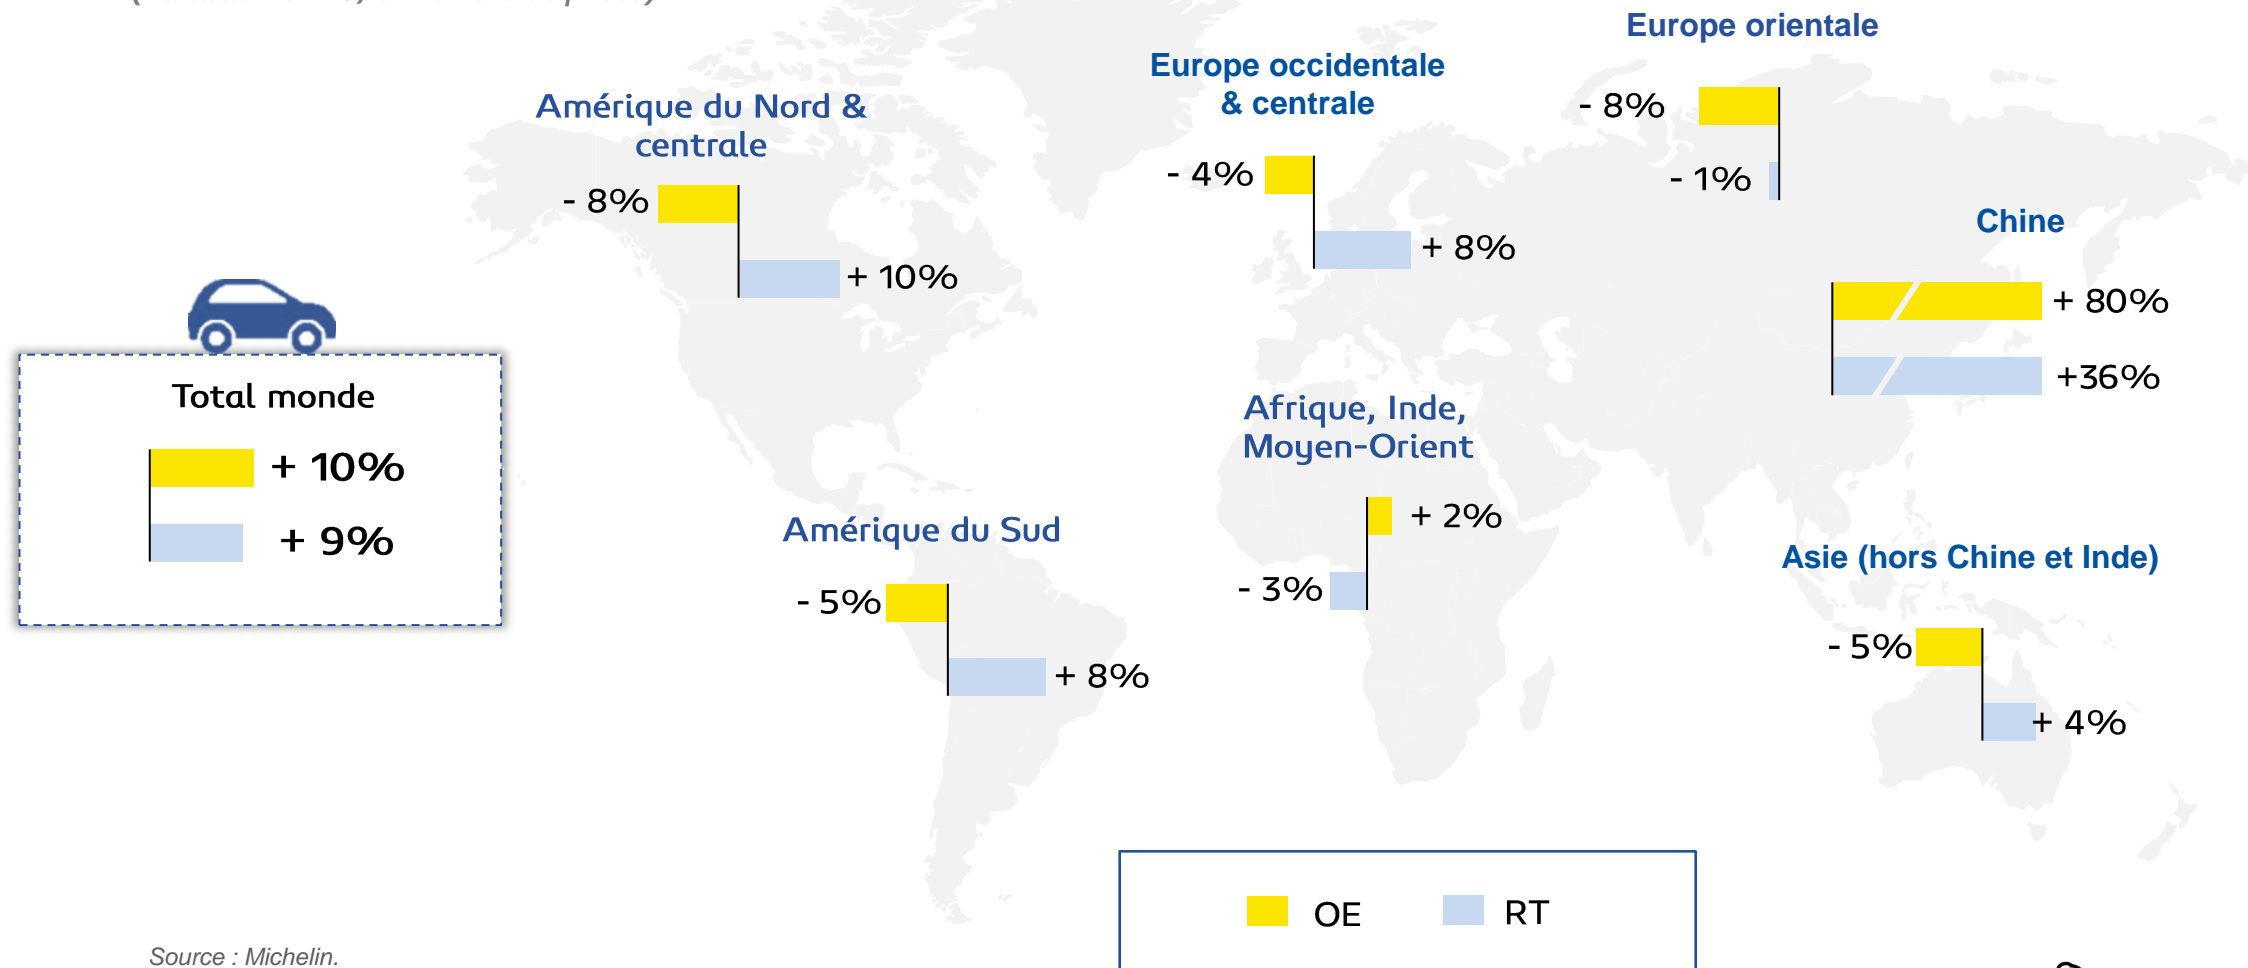 Europe orientale
Europe occidentale
& centrale
- 8%
Amérique du Nord &
centrale
- 4%
- 1%
- 8%
Chine
+ 8%
+ 10%
+ 80%
+36%
Total monde
+ 10%
+ 9%
Afrique, Inde,
Moyen-Orient
+ 2%
- 3%
Amérique du Sud
- 5%
+ 8%
Asie (hors Chine et Inde)
- 5%
+ 4%
OE
RT
Source : Michelin.